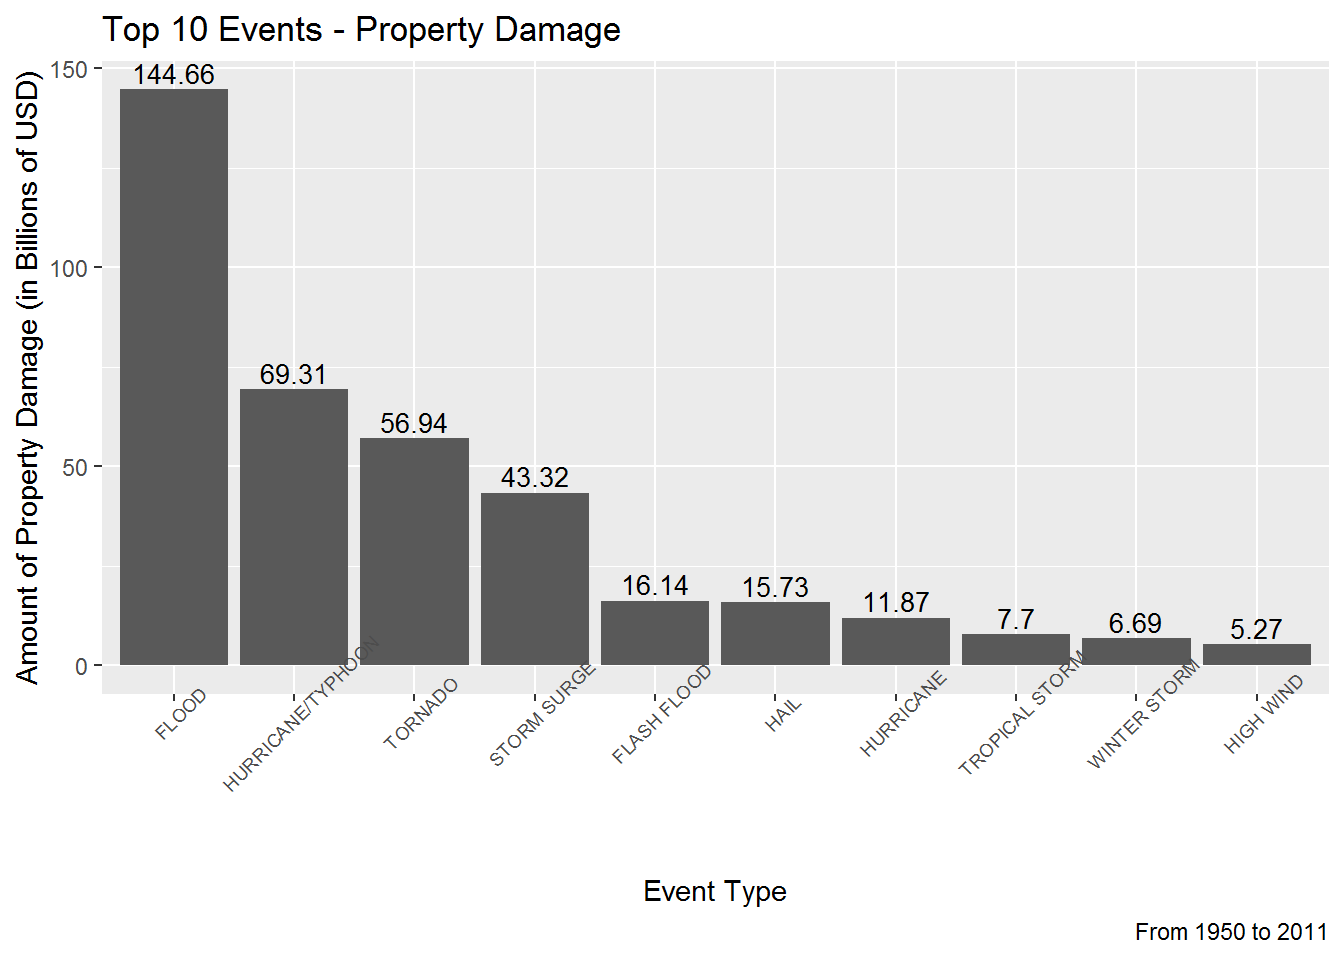 Top 10 Events - Property Damage
Amount of Property Damage (in Billions of USD)
150
100
50
0
144.66
69.31
56.94
43.32
16.14
15.73
11.87
7.7
6.69
5.27
FLOOD
HURRICANE/TYPHOON
TORNADO
STORM SURGE
FLASH FLOOD
HAIL
HURRICANE
TROPICAL STORM
WINTER STORM
HIGH WIND
Event Type
From 1950 to 2011